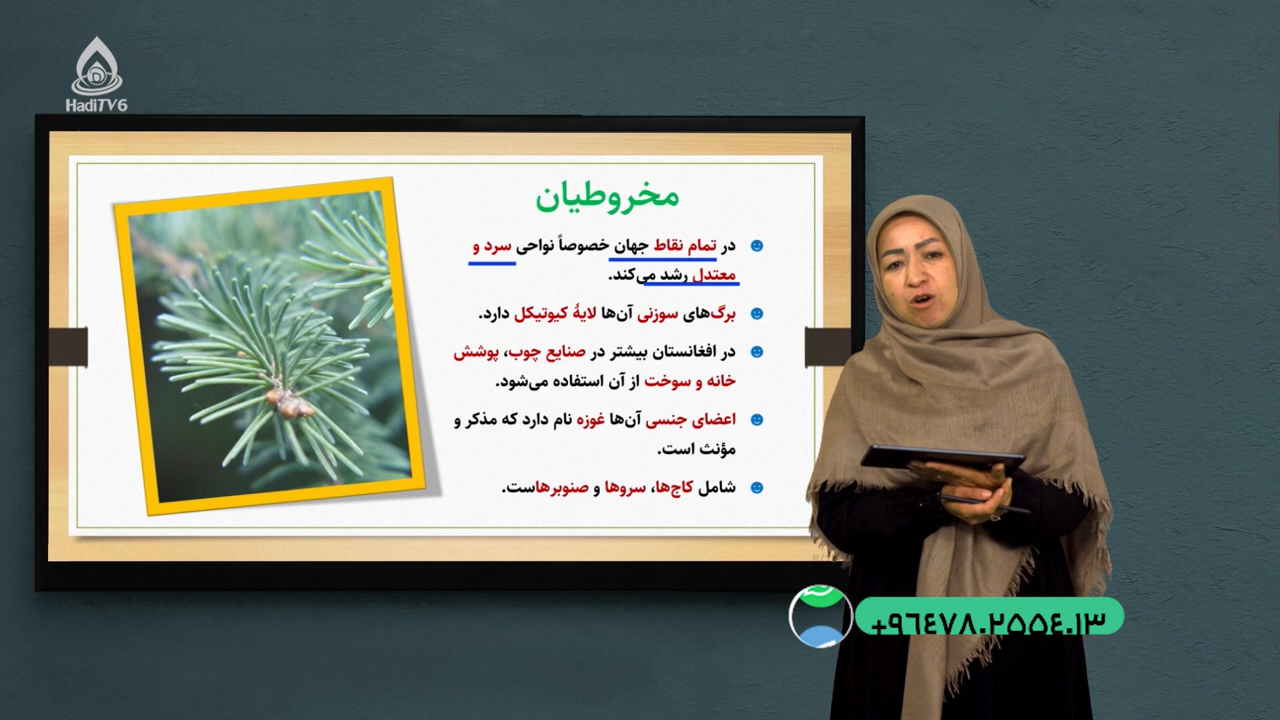 HadiTV6
مخروطیان
در تمام نقاط جهان خصوصاً نواحی سرد و
معتدل رشد می‌کند.
برگ‌های سوزنی آن‌ها لایۀ کیوتیکل دارد.
در افغانستان بیشتر در صنایع چوب، پوشش
خانه و سوخت از آن استفاده می‌شود.
اعضای جنسی آن‌ها غوزه نام دارد که مذکر و
مؤنث است.
شامل کاج‌ها، سروها و صنوبرهاست.
+٩٦٤٧٨٠٢٥٥٤٠١٣